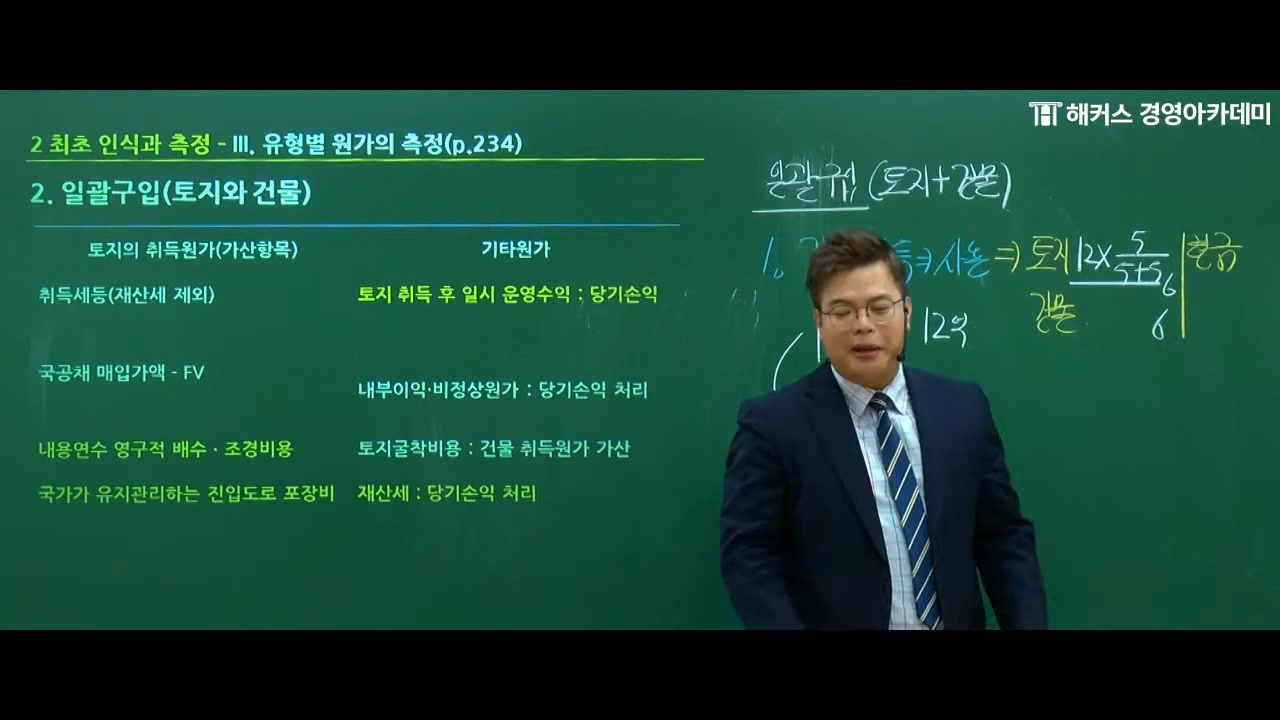 해커스 경영아카데미
2 최초 인식과 측정 - III. 유형별 원가의 측정(p.234)
2. 일괄구입(토지와 건물)
토지의 취득원가(가산항목) 기타원가
취득세등(재산세 제외) 토지 취득 후 일시 운영수익 : 당기손익
국공채 매입가액 - FV
내부이익·비정상원가 : 당기손익 처리
내용연수 영구적 배수 · 조경비용 토지굴착비용 : 건물 취득원가 가산
국가가 유지관리하는 진입도로 포장비 재산세 : 당기손익 처리
일괄구입 (토지+건물)
1. 득⇒사용 ⇒ 토지 12× 5/(5+5) 6 현금
12억 건물 6